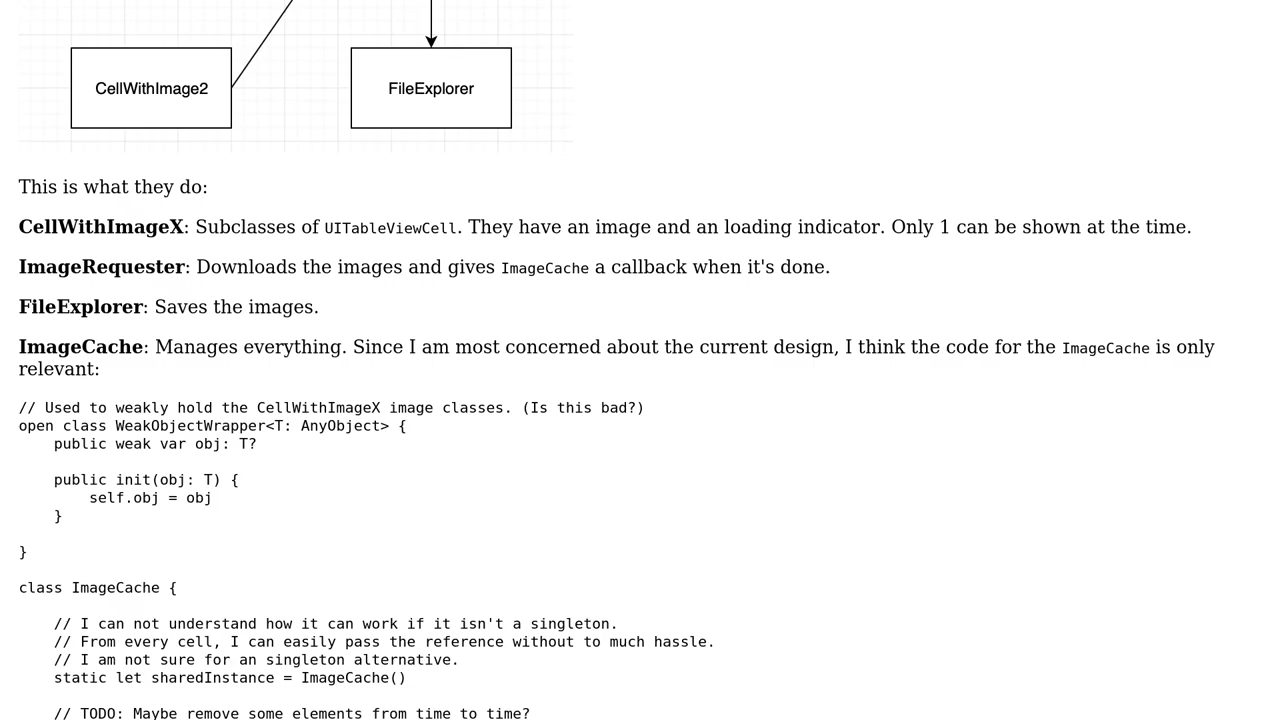 CellWithImage2
FileExplorer
This is what they do:
CellWithImageX: Subclasses of UITableViewCell. They have an image and an loading indicator. Only 1 can be shown at the time.
ImageRequester: Downloads the images and gives ImageCache a callback when it's done.
FileExplorer: Saves the images.
ImageCache: Manages everything. Since I am most concerned about the current design, I think the code for the ImageCache is only
relevant:
// Used to weakly hold the CellWithImageX image classes. (Is this bad?)
open class WeakObjectWrapper<T: AnyObject> {
    public weak var obj: T?
    public init(obj: T) {
        self.obj = obj
    }
}
class ImageCache {
    // I can not understand how it can work if it isn't a singleton.
    // From every cell, I can easily pass the reference without to much hassle.
    // I am not sure for an singleton alternative.
    static let sharedInstance = ImageCache()
    // TODO: Maybe remove some elements from time to time?